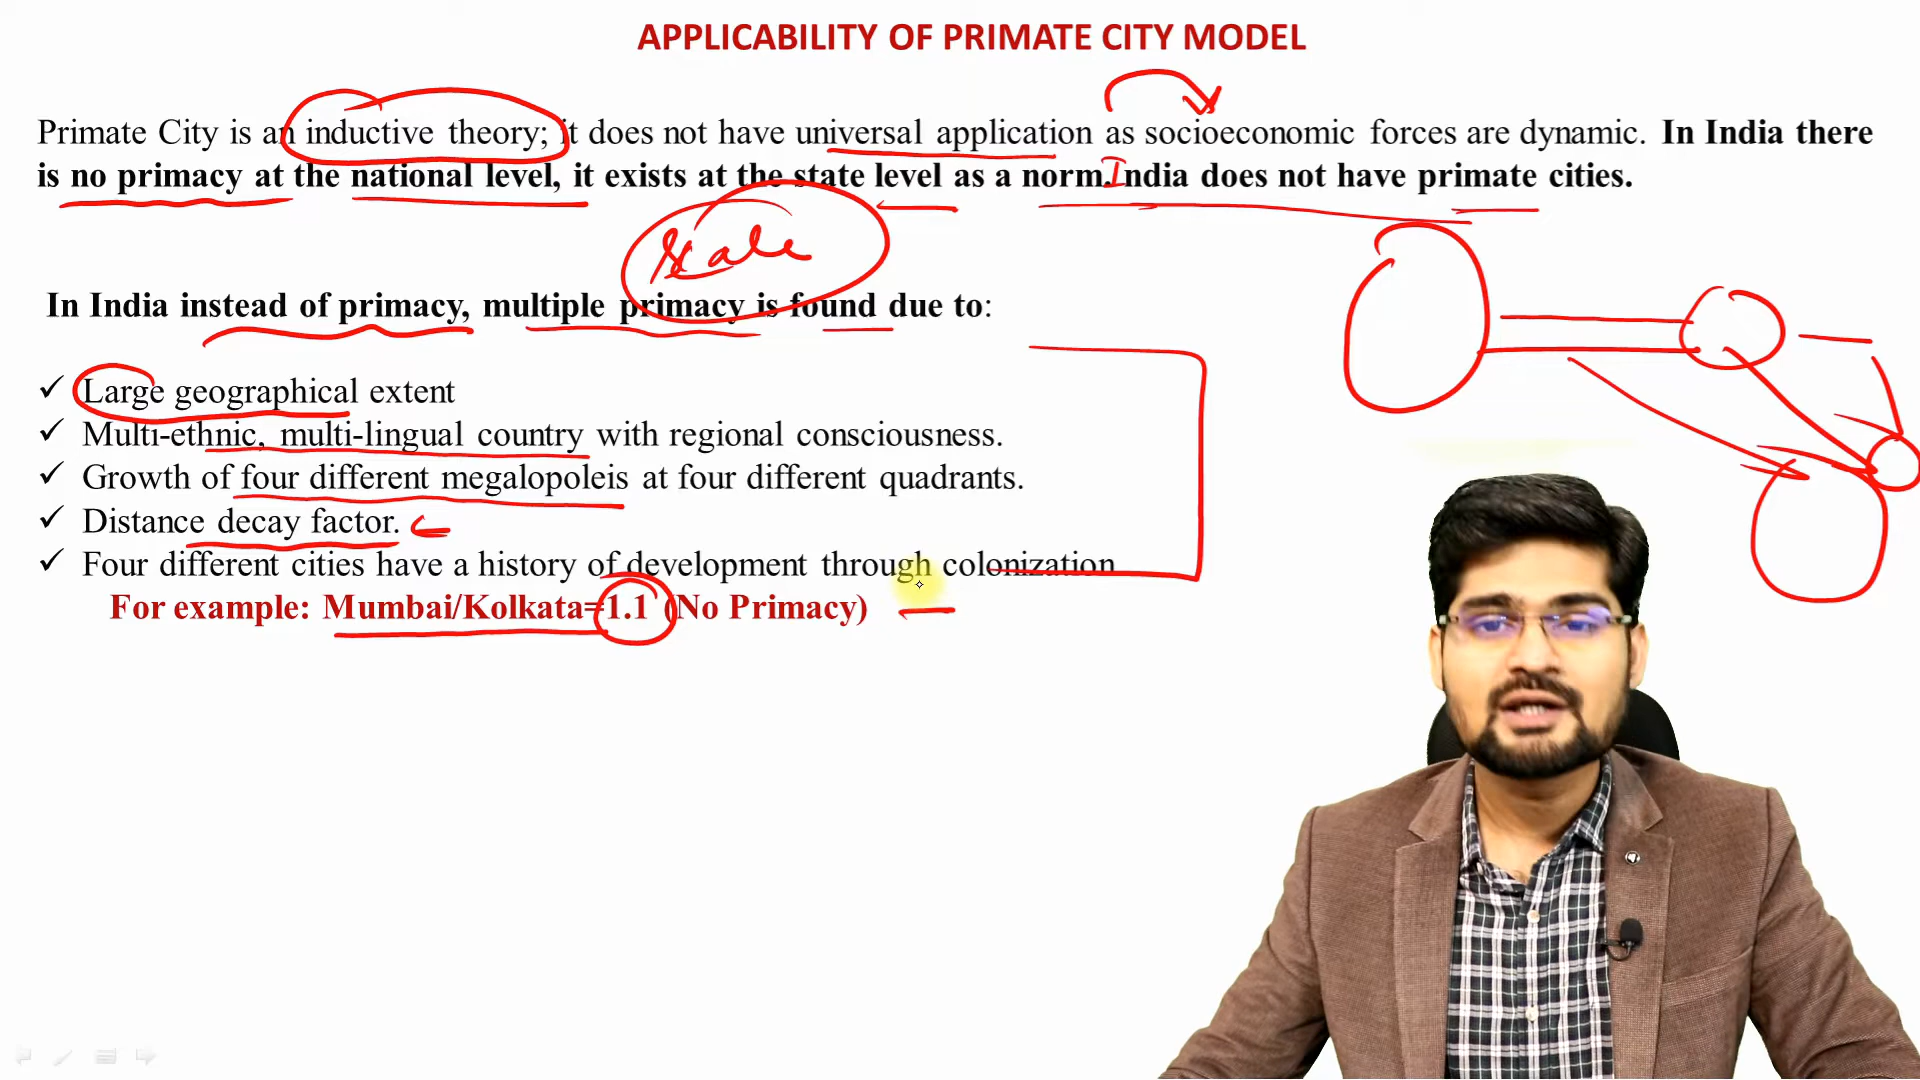 APPLICABILITY OF PRIMATE CITY MODEL
Primate City is an inductive theory; it does not have universal application as socioeconomic forces are dynamic. In India there
is no primacy at the national level, it exists at the state level as a norm.India does not have primate cities.
State
In India instead of primacy, multiple primacy is found due to:
✓ Large geographical extent
✓ Multi-ethnic, multi-lingual country with regional consciousness.
✓ Growth of four different megalopoleis at four different quadrants.
✓ Distance decay factor.
✓ Four different cities have a history of development through colonization
For example: Mumbai/Kolkata=1.1 (No Primacy)